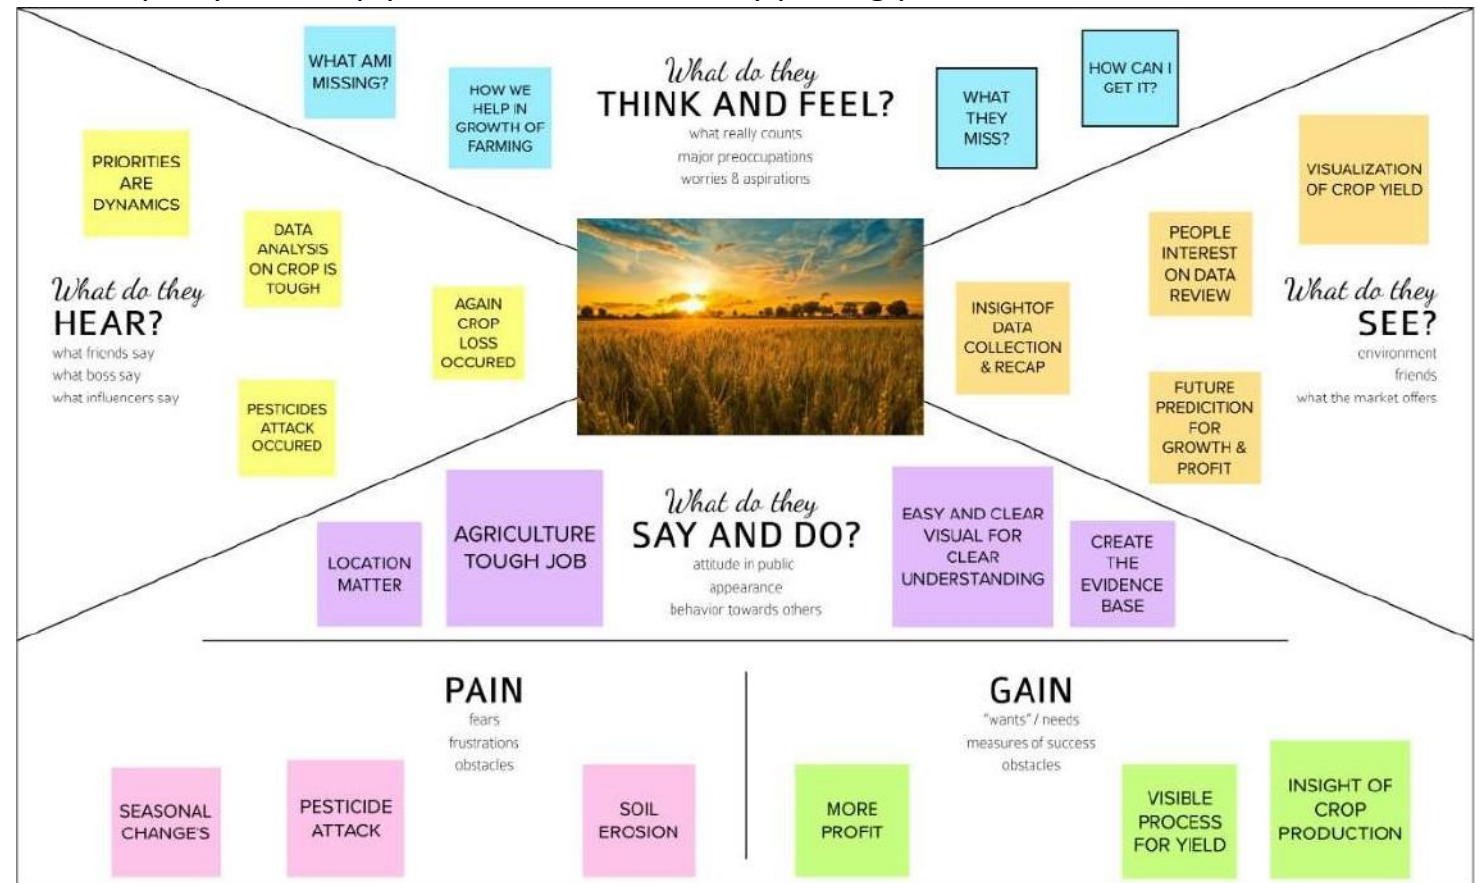 WHAT AMI
MISSING?
HOW WE
HELP IN
GROWTH OF
FARMING
What do they
THINK AND FEEL?
what really counts
major preoccupations
worries & aspirations
WHAT
THEY
MISS?
HOW CAN I
GET IT?
PRIORITIES
ARE
DYNAMICS
DATA
ANALYSIS
ON CROP IS
TOUGH
What do they
HEAR?
what friends say
what boss say
what influencers say
AGAIN
CROP
LOSS
OCCURED
PESTICIDES
ATTACK
OCCURED
VISUALIZATION
OF CROP YIELD
PEOPLE
INTEREST
ON DATA
REVIEW
INSIGHTOF
DATA
COLLECTION
& RECAP
What do they
SEE?
environment
friends
what the market offers
FUTURE
PREDICITION
FOR
GROWTH &
PROFIT
LOCATION
MATTER
AGRICULTURE
TOUGH JOB
What do they
SAY AND DO?
attitude in public
appearance
behavior towards others
EASY AND CLEAR
VISUAL FOR
CLEAR
UNDERSTANDING
CREATE
THE
EVIDENCE
BASE
PAIN
fears
frustrations
obstacles
SEASONAL
CHANGE'S
PESTICIDE
ATTACK
SOIL
EROSION
GAIN
"wants" / needs
measures of success
obstacles
MORE
PROFIT
VISIBLE
PROCESS
FOR YIELD
INSIGHT OF
CROP
PRODUCTION